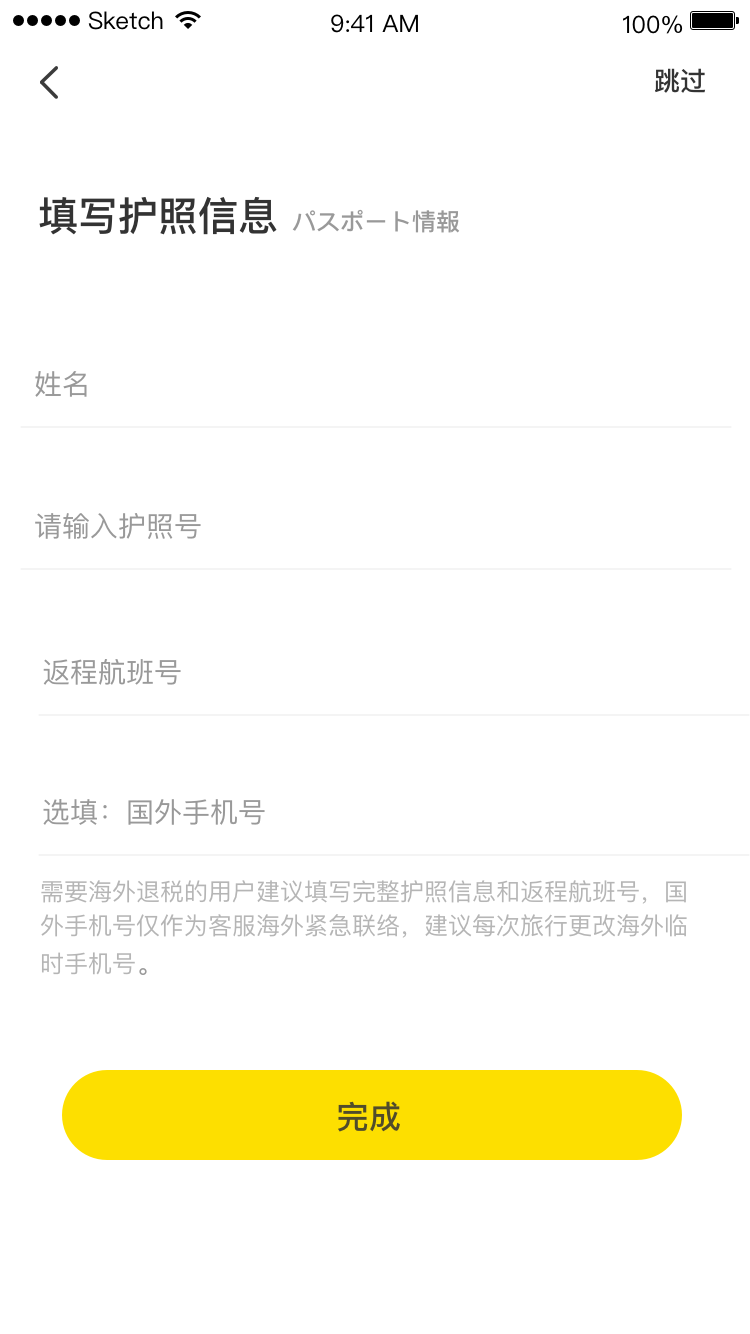 ●●●●● Sketch 9:41 AM 100%
跳过
填写护照信息 パスポート情報
姓名
请输入护照号
返程航班号
选填：国外手机号
需要海外退税的用户建议填写完整护照信息和返程航班号，国
外手机号仅作为客服海外紧急联络，建议每次旅行更改海外临
时手机号。
完成